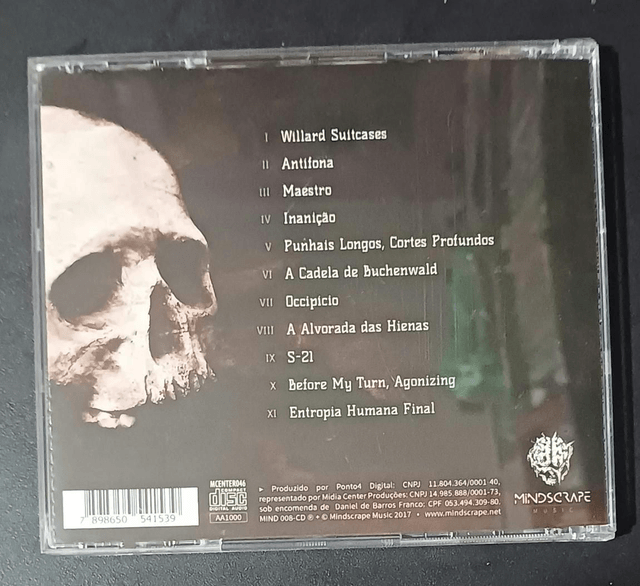 I Willard Suitcases
II Antífona
III Maestro
IV Inanição
V Punhais Longos, Cortes Profundos
VI A Cadela de Buchenwald
VII Occipício
VIII A Alvorada das Hienas
IX S-21
X Before My Turn, Agonizing
XI Entropia Humana Final
MINDSCRAPE
MUSIC
7 898650 541539
MCENTER046
COMPACT
disc
DIGITAL AUDIO
AA1000
► Produzido por Ponto4 Digital: CNPJ 11.804.364/0001-40,
representado por Mídia Center Produções: CNPJ 14.985.888/0001-73,
sob encomenda de Daniel de Barros Franco: CPF 053.494.309-80.
MIND 008-CD ℗ + © Mindscrape Music 2017 • www.mindscrape.net